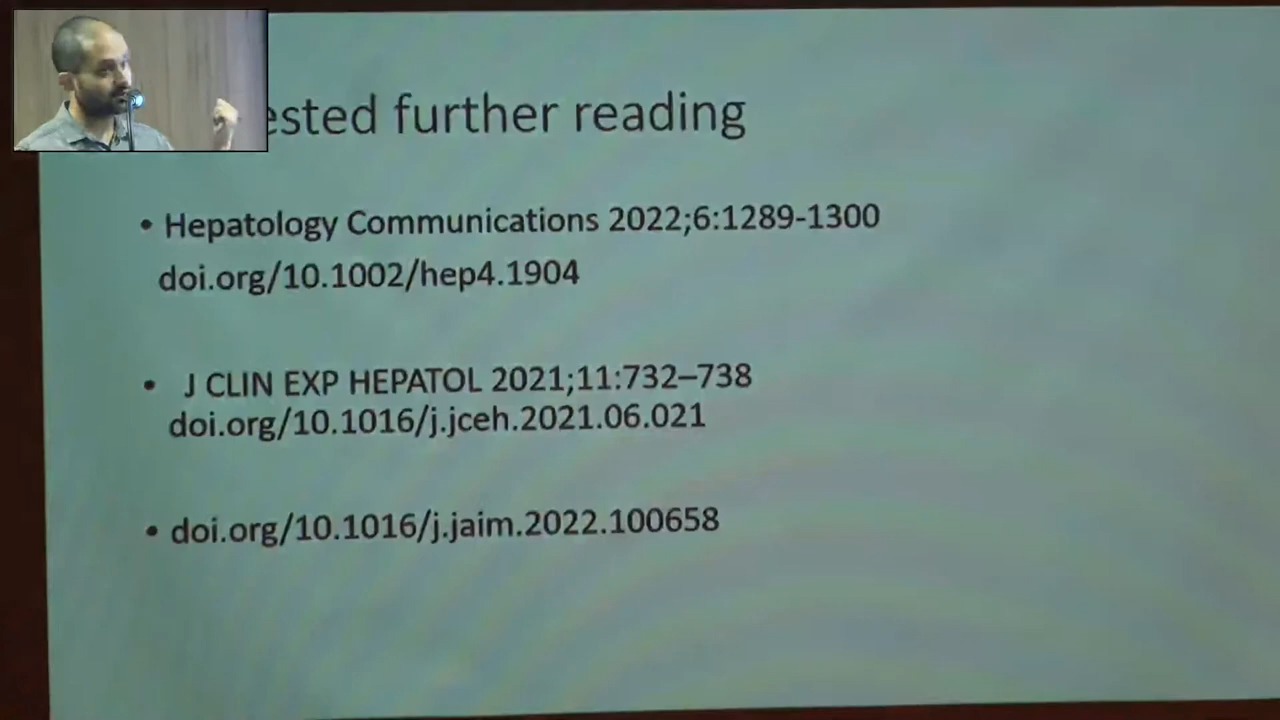 ested further reading
• Hepatology Communications 2022;6:1289-1300
doi.org/10.1002/hep4.1904
• J CLIN EXP HEPATOL 2021;11:732–738
doi.org/10.1016/j.jceh.2021.06.021
• doi.org/10.1016/j.jaim.2022.100658